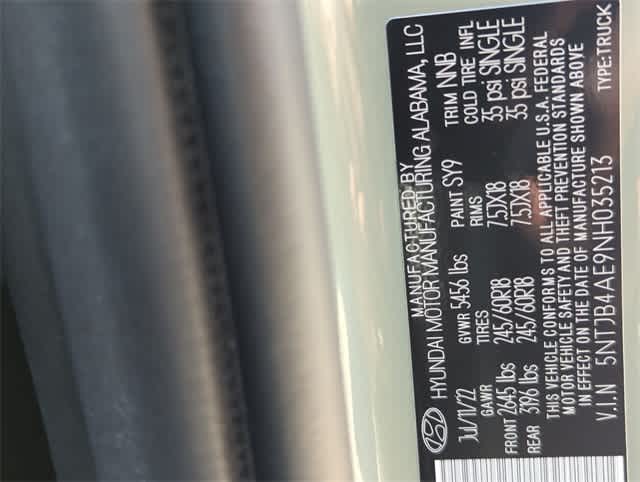 MANUFACTURED BY
HYUNDAI MOTOR MANUFACTURING ALABAMA, LLC
Jul/11/22 GVWR 5456 lbs PAINT SY9 TRIM NNB
GAWR TIRES RIMS COLD TIRE INFL
FRONT 2645 lbs 245/60R18 7.5JX18 35 psi SINGLE
REAR 3196 lbs 245/60R18 7.5JX18 35 psi SINGLE
THIS VEHICLE CONFORMS TO ALL APPLICABLE U.S.A. FEDERAL
MOTOR VEHICLE SAFETY AND THEFT PREVENTION STANDARDS
IN EFFECT ON THE DATE OF MANUFACTURE SHOWN ABOVE
V.I.N 5NTJB4AE9NH035213 TYPE:TRUCK